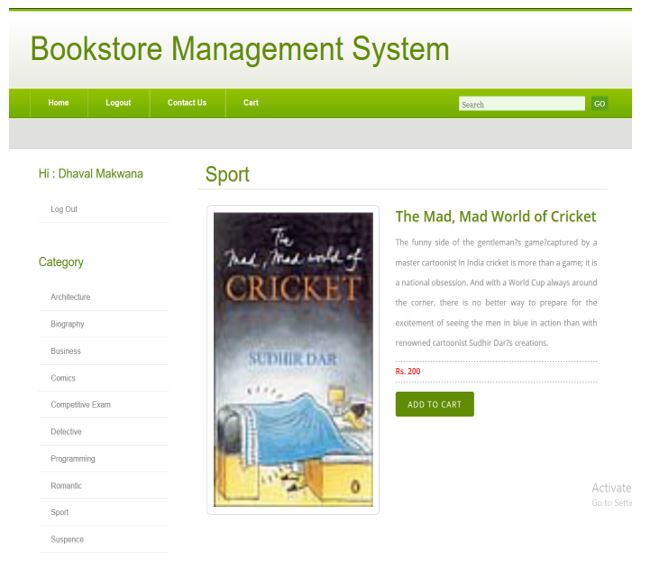 Bookstore Management System
Home Logout Contact Us Cart Search GO
Hi : Dhaval Makwana
Log Out
Category
Architecture
Biography
Business
Comics
Competitive Exam
Detective
Programming
Romantic
Sport
Suspence
Sport
The
Mad, Mad world of
CRICKET
SUDHIR DAR
The Mad, Mad World of Cricket
The funny side of the gentleman?s game?captured by a
master cartoonist In India cricket is more than a game; it is
a national obsession. And with a World Cup always around
the corner, there is no better way to prepare for the
excitement of seeing the men in blue in action than with
renowned cartoonist Sudhir Dar?s creations.
Rs. 200
ADD TO CART
Activate
Go to Sette